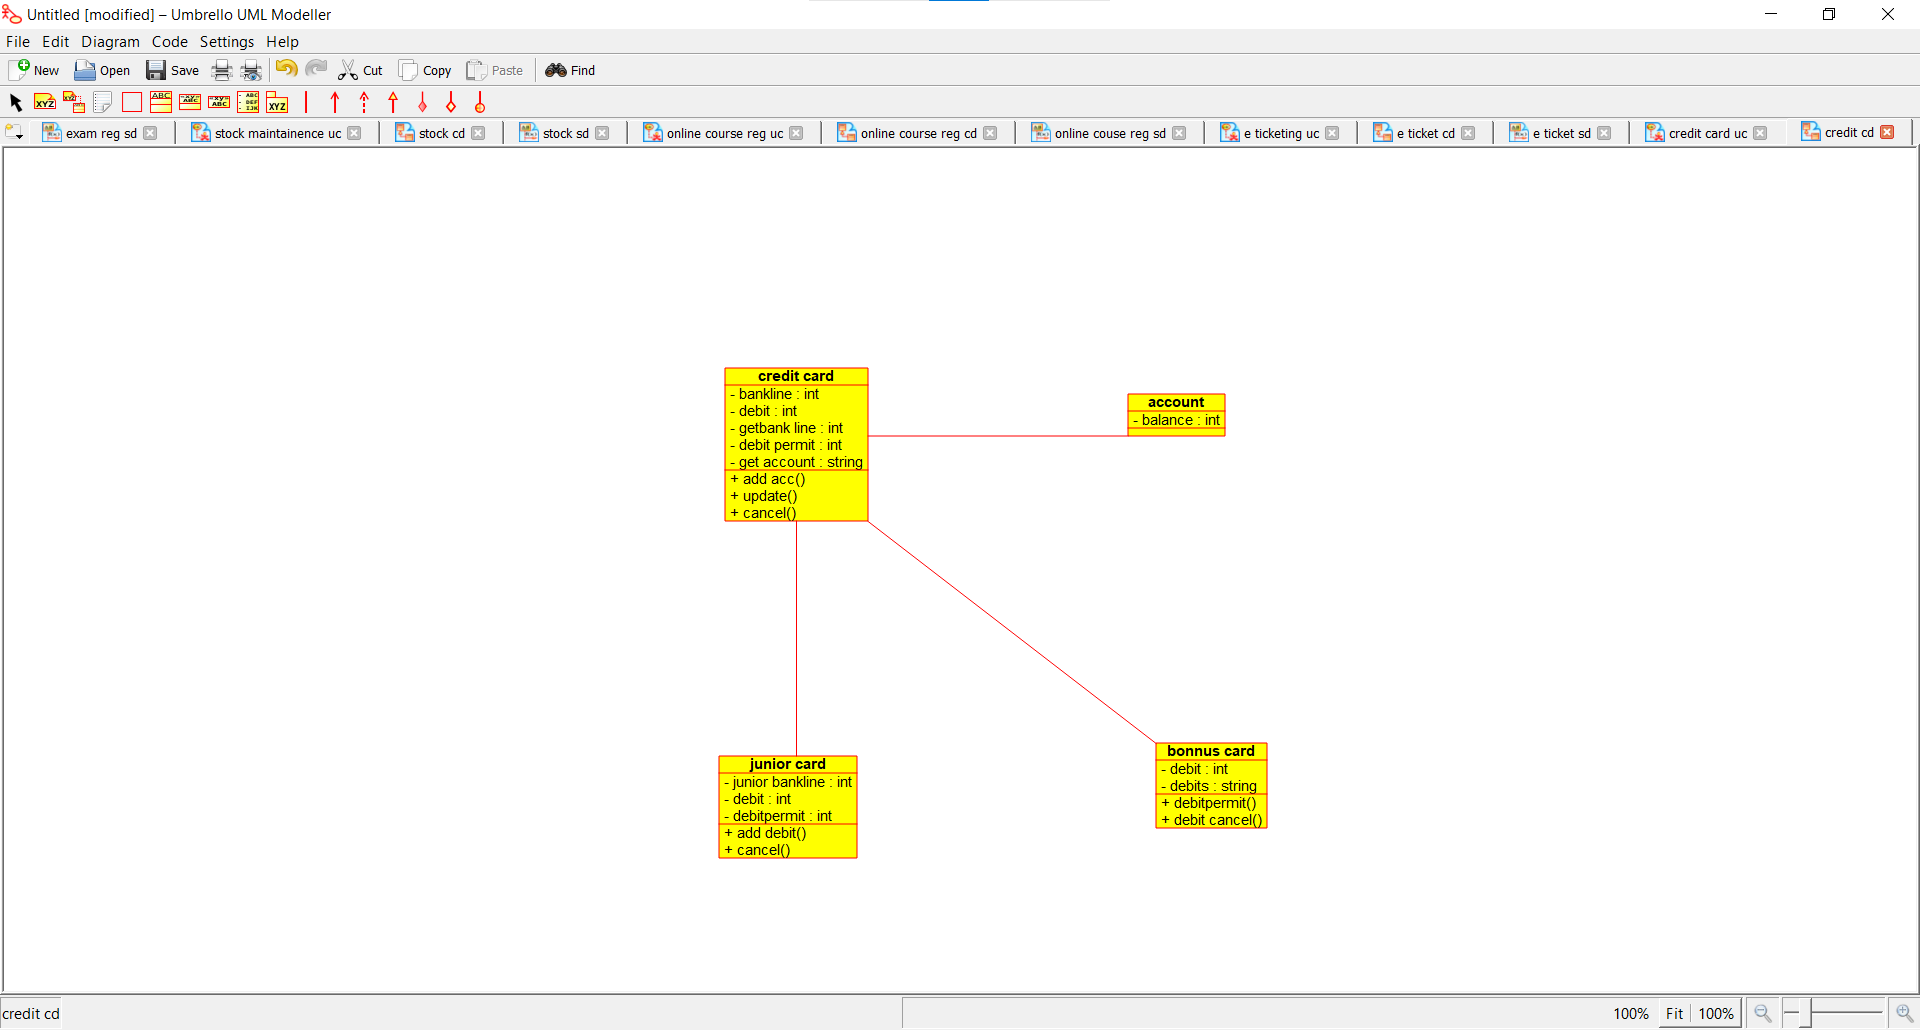 Untitled [modified] – Umbrello UML Modeller
File Edit Diagram Code Settings Help
New Open Save Cut Copy Paste Find
exam reg sd stock maintainence uc stock cd stock sd online course reg uc online course reg cd online couse reg sd e ticketing uc e ticket cd e ticket sd credit card uc credit cd
credit card
- bankline : int
- debit : int
- getbank line : int
- debit permit : int
- get account : string
+ add acc()
+ update()
+ cancel()
account
- balance : int
junior card
- junior bankline : int
- debit : int
- debitpermit : int
+ add debit()
+ cancel()
bonnus card
- debit : int
- debits : string
+ debitpermit()
+ debit cancel()
credit cd 100% Fit 100%